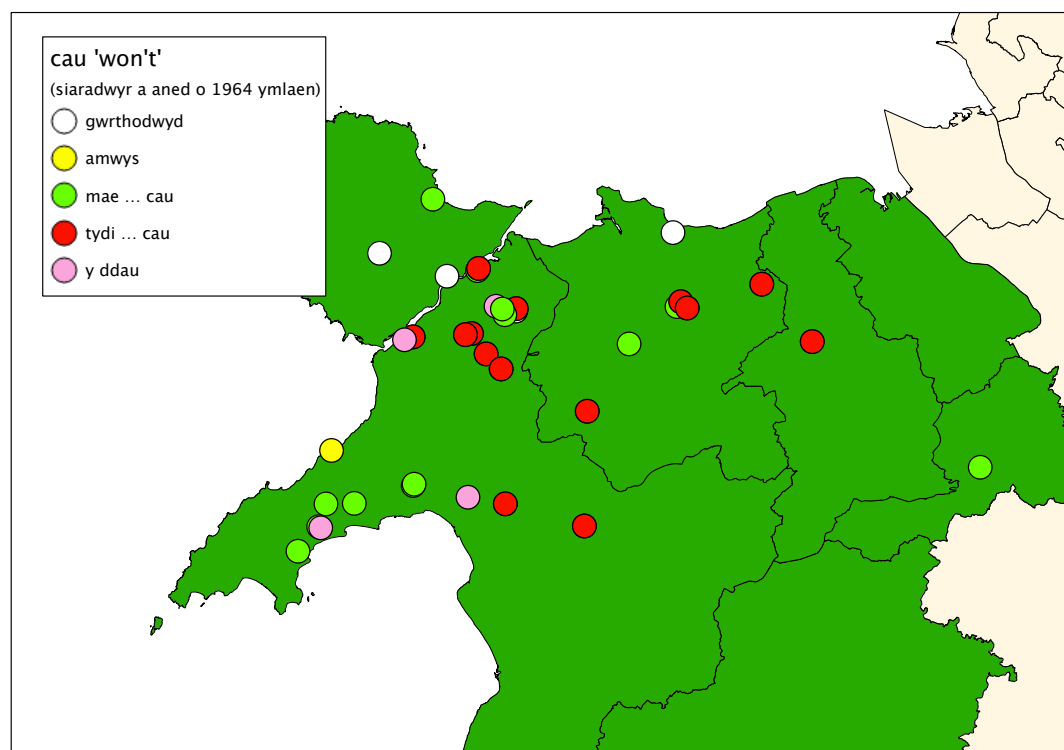 cau 'won't'
(siaradwyr a aned o 1964 ymlaen)
gwrthodwyd
amwys
mae ... cau
tydi ... cau
y ddau